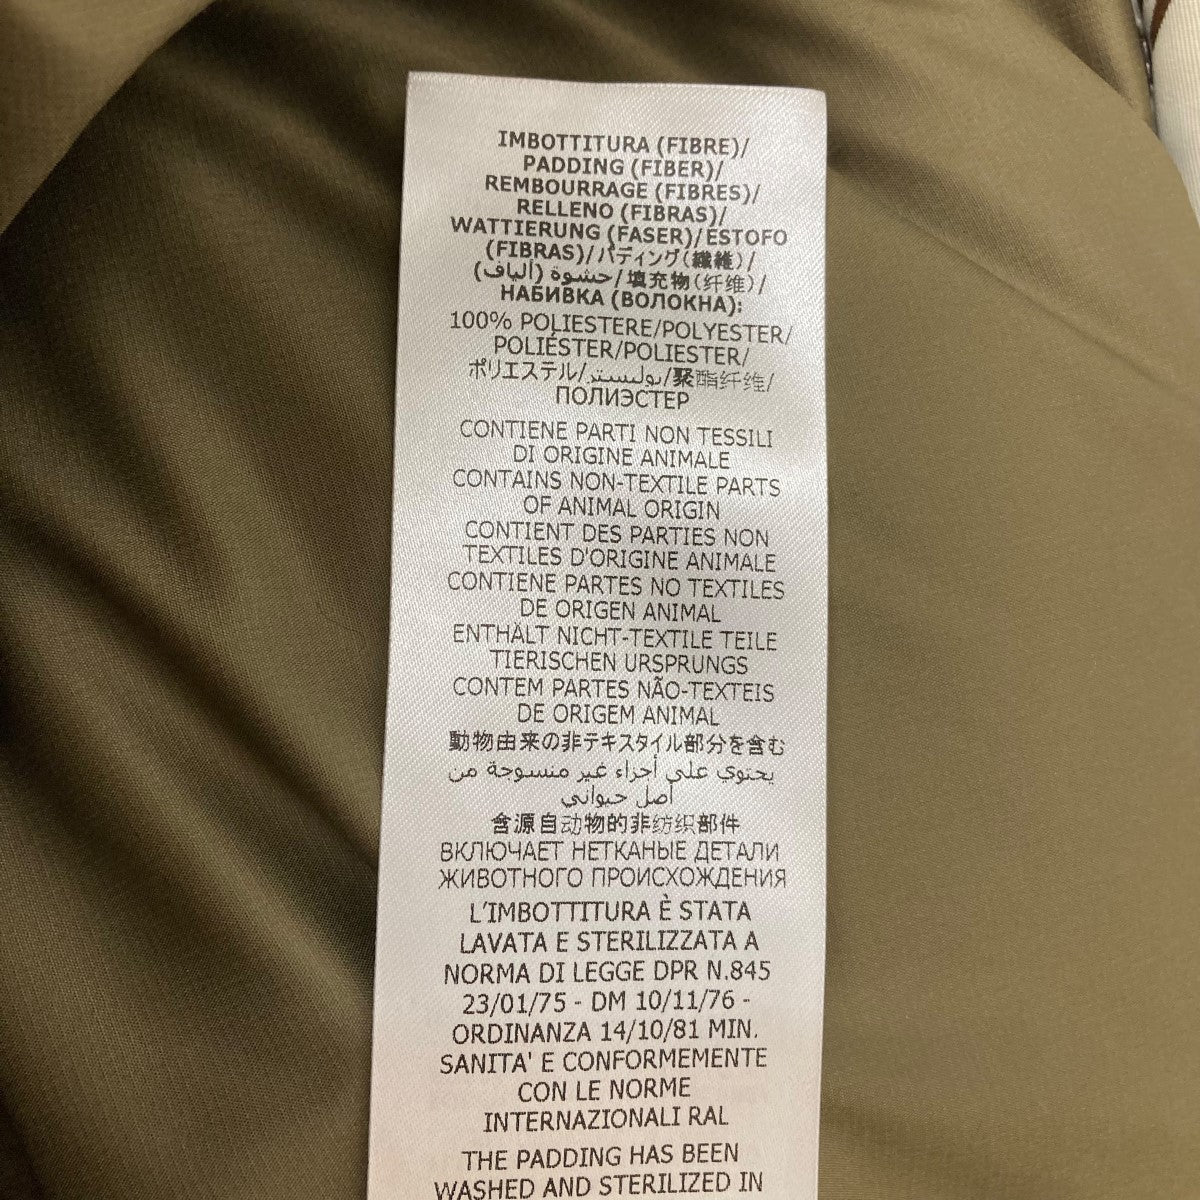 IMBOTTITURA (FIBRE)/
PADDING (FIBER)/
REMBOURRAGE (FIBRES)/
RELLENO (FIBRAS)/
WATTIERUNG (FASER)/ESTOFO
(FIBRAS)/パディング(繊維)/
حشوة (ألياف)/填充物(纤维)/
НАБИВКА (ВОЛОКНА):
100% POLIESTERE/POLYESTER/
POLIÉSTER/POLIESTER/
ポリエステル/بوليستر/聚酯纤维/
ПОЛИЭСТЕР
CONTIENE PARTI NON TESSILI
DI ORIGINE ANIMALE
CONTAINS NON-TEXTILE PARTS
OF ANIMAL ORIGIN
CONTIENT DES PARTIES NON
TEXTILES D'ORIGINE ANIMALE
CONTIENE PARTES NO TEXTILES
DE ORIGEN ANIMAL
ENTHÄLT NICHT-TEXTILE TEILE
TIERISCHEN URSPRUNGS
CONTEM PARTES NÃO-TEXTEIS
DE ORIGEM ANIMAL
動物由来の非テキスタイル部分を含む
يحتوي على أجزاء غير منسوجة من
أصل حيواني
含源自动物的非纺织部件
ВКЛЮЧАЕТ НЕТКАНЫЕ ДЕТАЛИ
ЖИВОТНОГО ПРОИСХОЖДЕНИЯ
L'IMBOTTITURA È STATA
LAVATA E STERILIZZATA A
NORMA DI LEGGE DPR N.845
23/01/75 - DM 10/11/76 -
ORDINANZA 14/10/81 MIN.
SANITA' E CONFORMEMENTE
CON LE NORME
INTERNAZIONALI RAL
THE PADDING HAS BEEN
WASHED AND STERILIZED IN